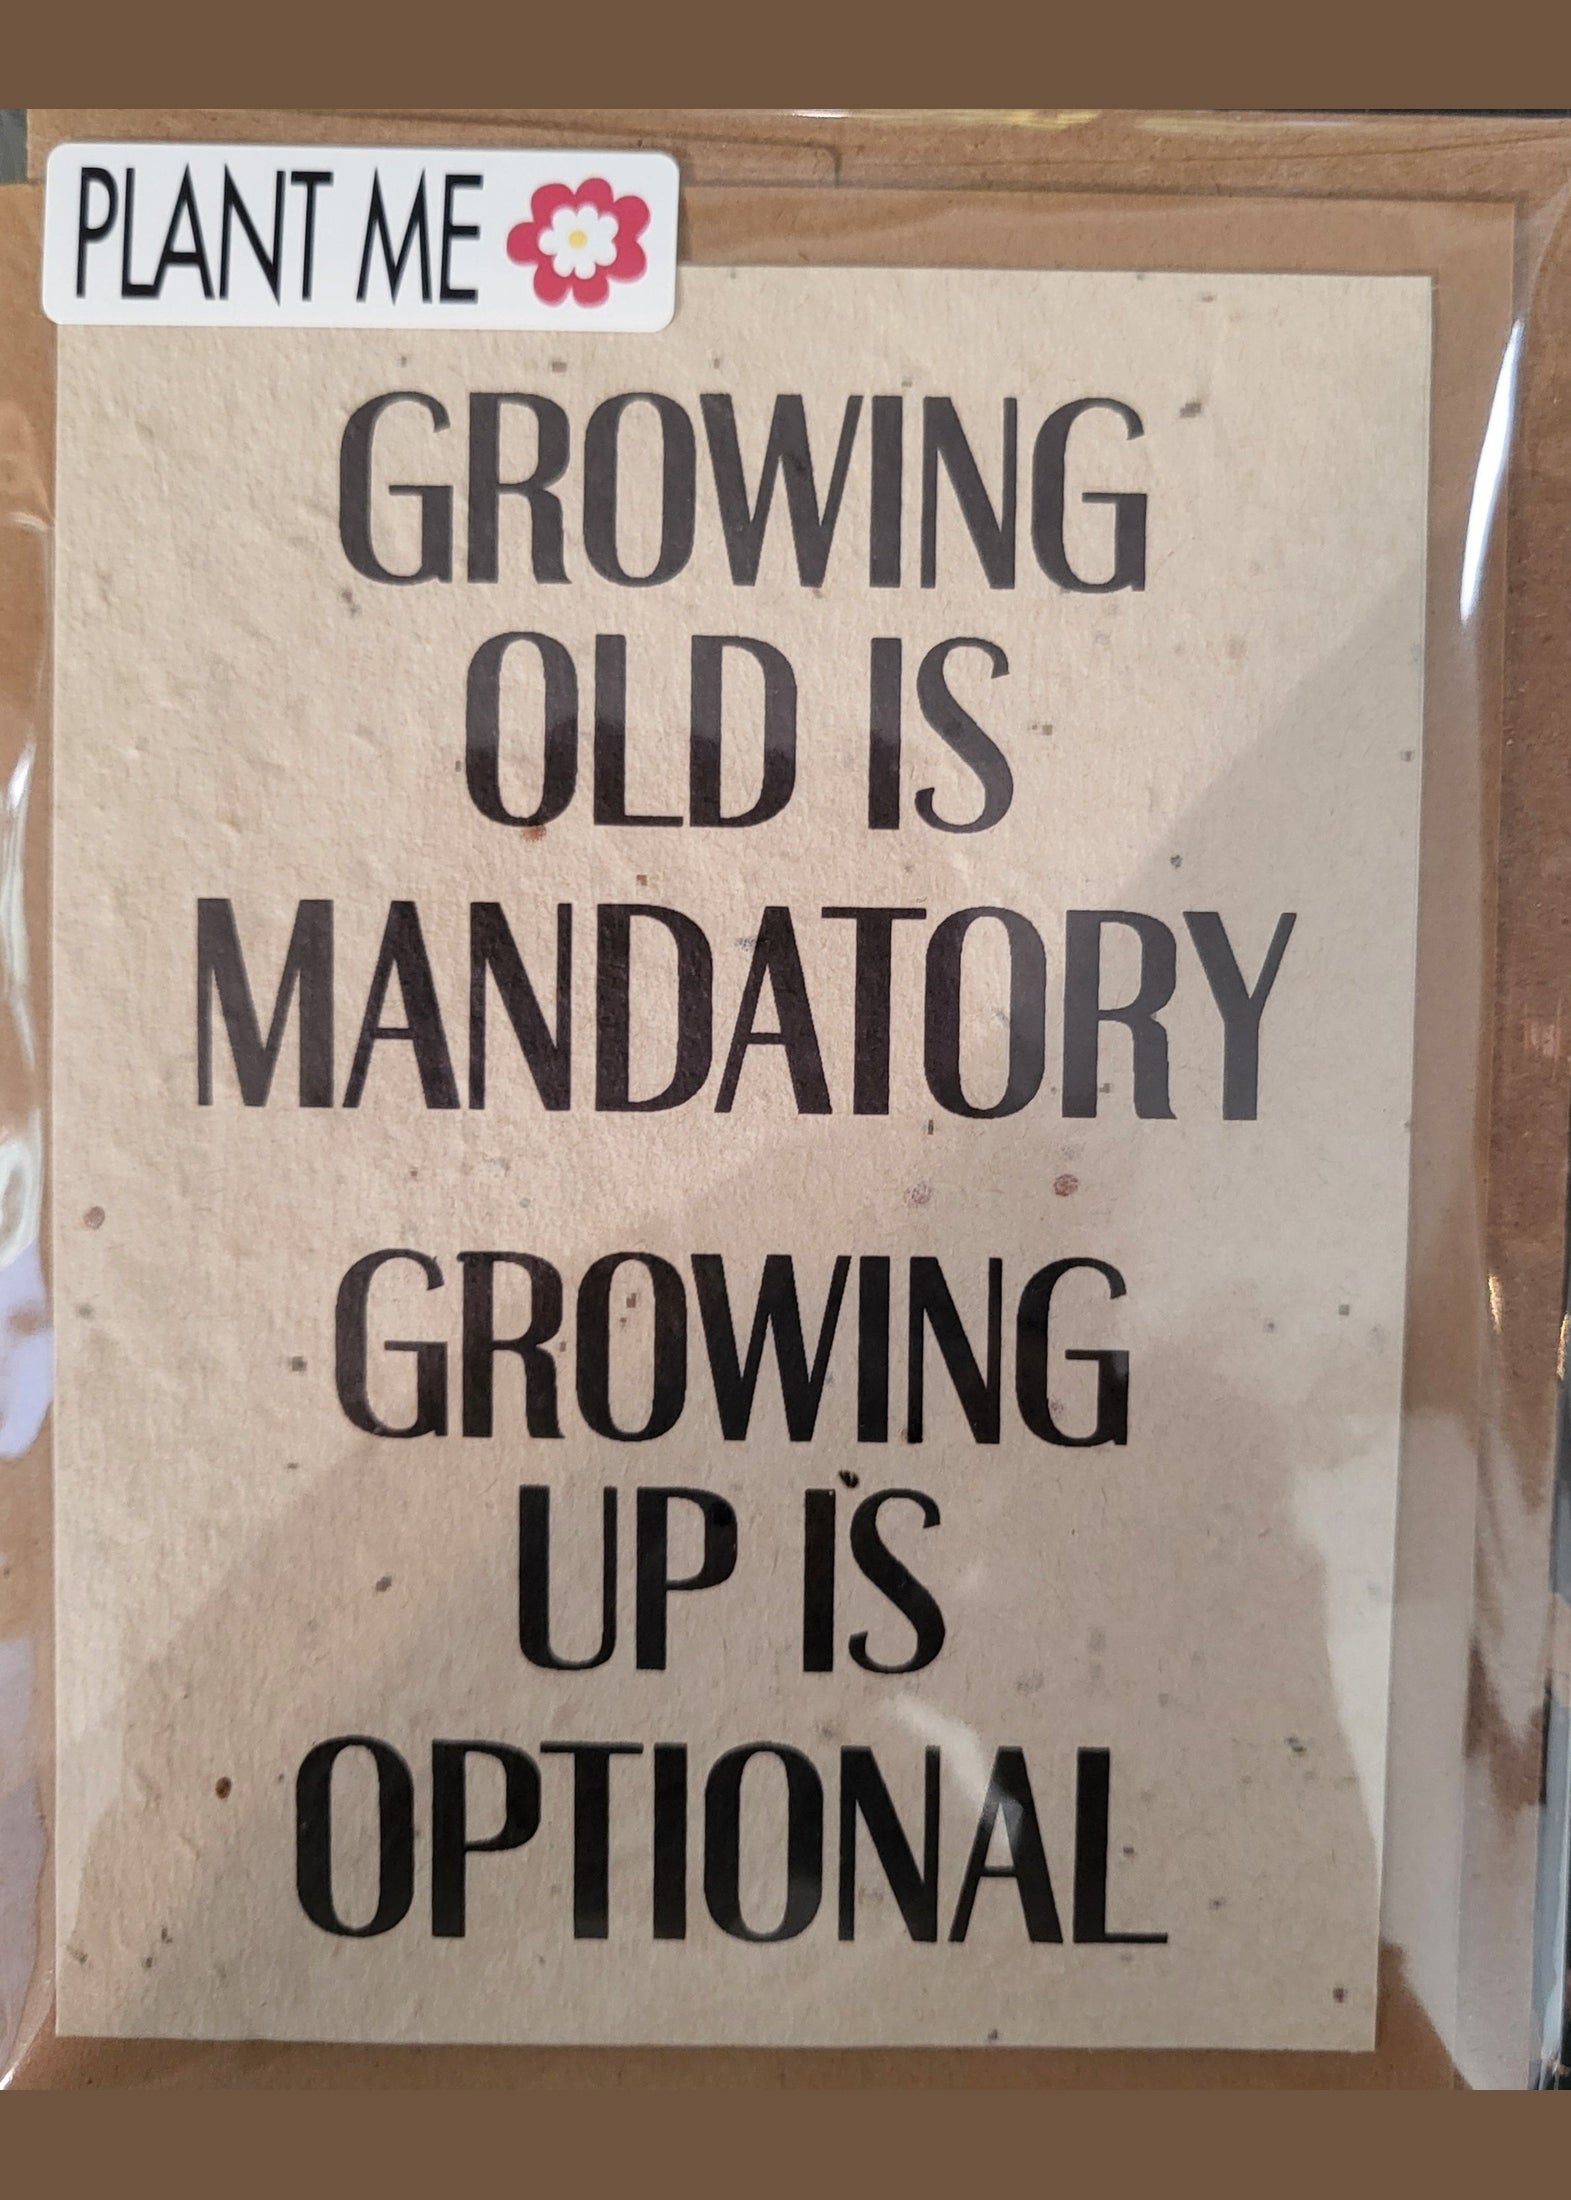 PLANT ME
GROWING
OLD IS
MANDATORY
GROWING
UP IS
OPTIONAL